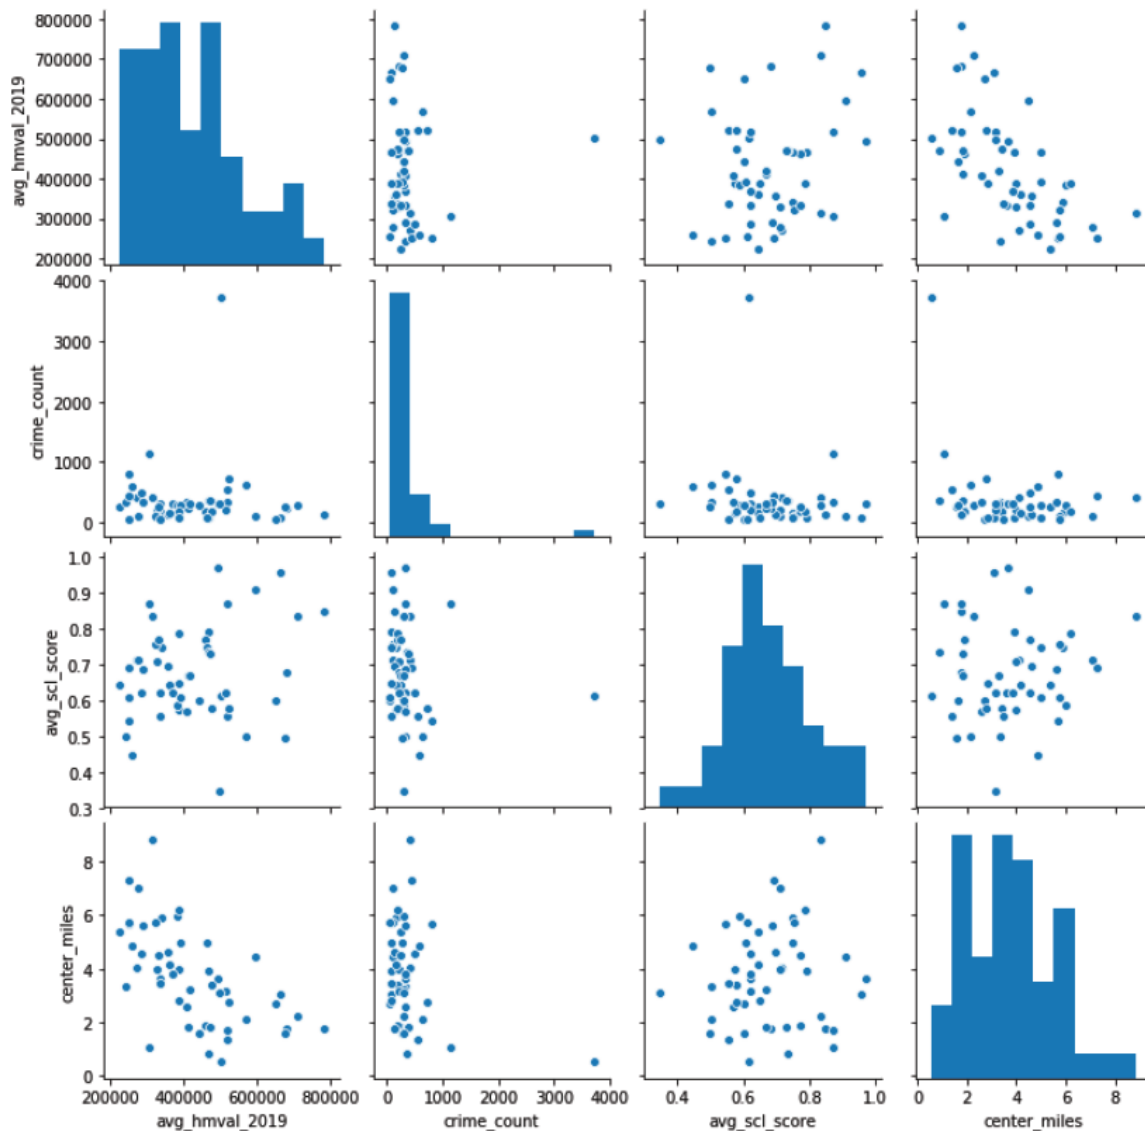 800000
700000
600000
500000
400000
300000
200000
avg_hmval_2019
4000
3000
2000
1000
0
crime_count
1.0
0.9
0.8
0.7
0.6
0.5
0.4
0.3
avg_scl_score
8
6
4
2
0
center_miles
200000 400000 600000 800000
0 1000 2000 3000 4000
0.4 0.6 0.8 1.0
2 4 6 8
avg_hmval_2019 crime_count avg_scl_score center_miles